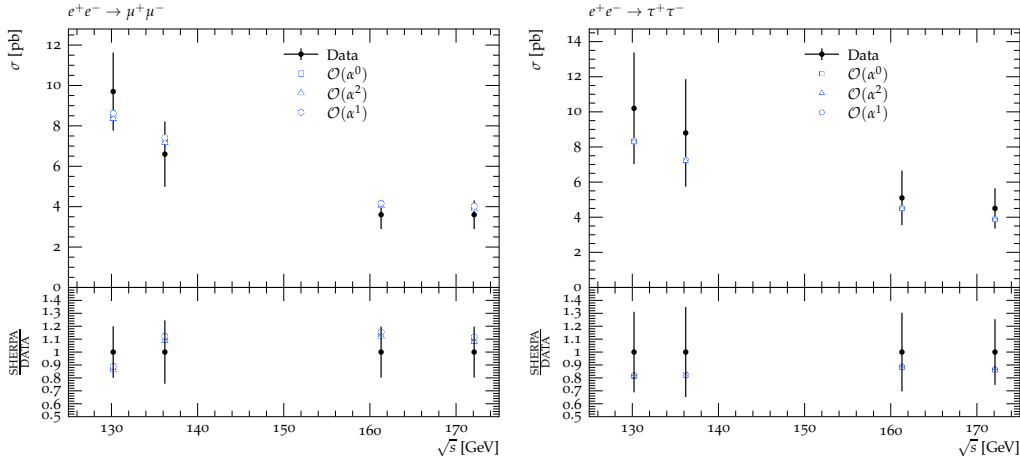 e⁺e⁻ → μ⁺μ⁻
σ [pb]
12
10
8
6
4
2
0
Data
O(α⁰)
O(α²)
O(α¹)
SHERPA
DATA
1.4
1.3
1.2
1.1
1
0.9
0.8
0.7
0.6
0.5
130 140 150 160 170
√s [GeV]
e⁺e⁻ → τ⁺τ⁻
σ [pb]
14
12
10
8
6
4
2
0
Data
O(α⁰)
O(α²)
O(α¹)
SHERPA
DATA
1.4
1.3
1.2
1.1
1
0.9
0.8
0.7
0.6
0.5
130 140 150 160 170
√s [GeV]